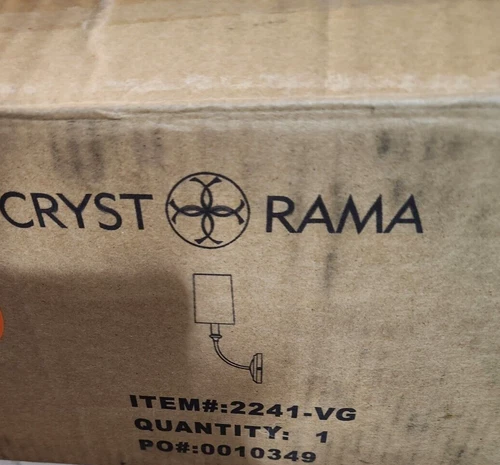 CRYST RAMA
ITEM#:2241-VG
QUANTITY: 1
PO#:0010349